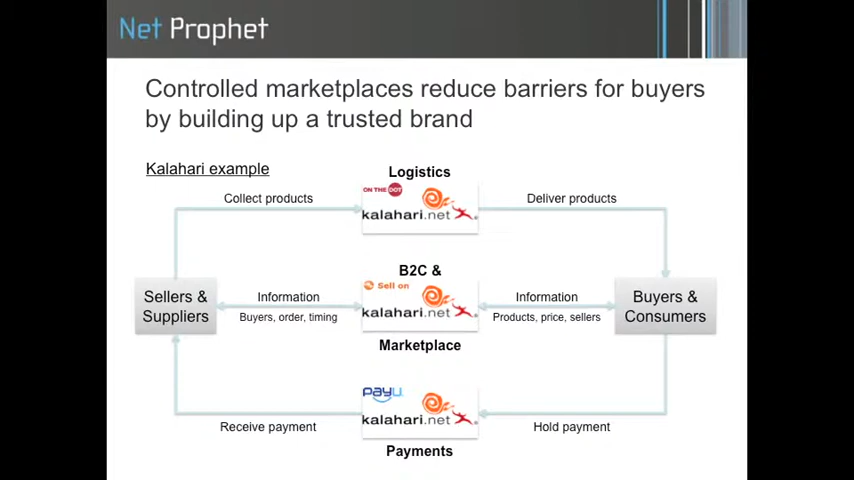 Net Prophet
Controlled marketplaces reduce barriers for buyers
by building up a trusted brand
Kalahari example
Logistics
Collect products
ON THE DOT
kalahari.net
Deliver products
B2C &
Sellers &
Suppliers
Information
Buyers, order, timing
Sell on
kalahari.net
Information
Products, price, sellers
Buyers &
Consumers
Marketplace
PayU
kalahari.net
Receive payment
Hold payment
Payments